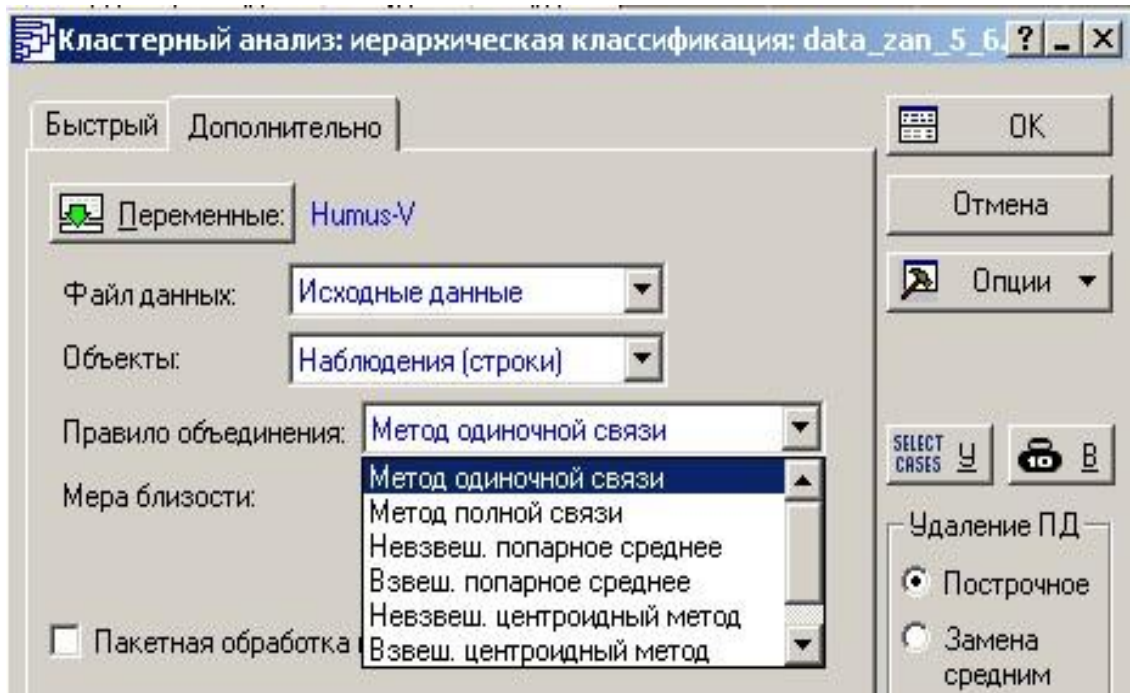 Кластерный анализ: иерархическая классификация: data_zan_5_6.
Быстрый
Дополнительно
OK
Переменные:
Humus-V
Отмена
Файл данных:
Исходные данные
Опции
Объекты:
Наблюдения (строки)
Правило объединения:
Метод одиночной связи
SELECT CASES У
10 В
Мера близости:
Метод одиночной связи
Метод полной связи
Невзвеш. попарное среднее
Взвеш. попарное среднее
Невзвеш. центроидный метод
Взвеш. центроидный метод
Удаление ПД
Построчное
Замена
средним
Пакетная обработка